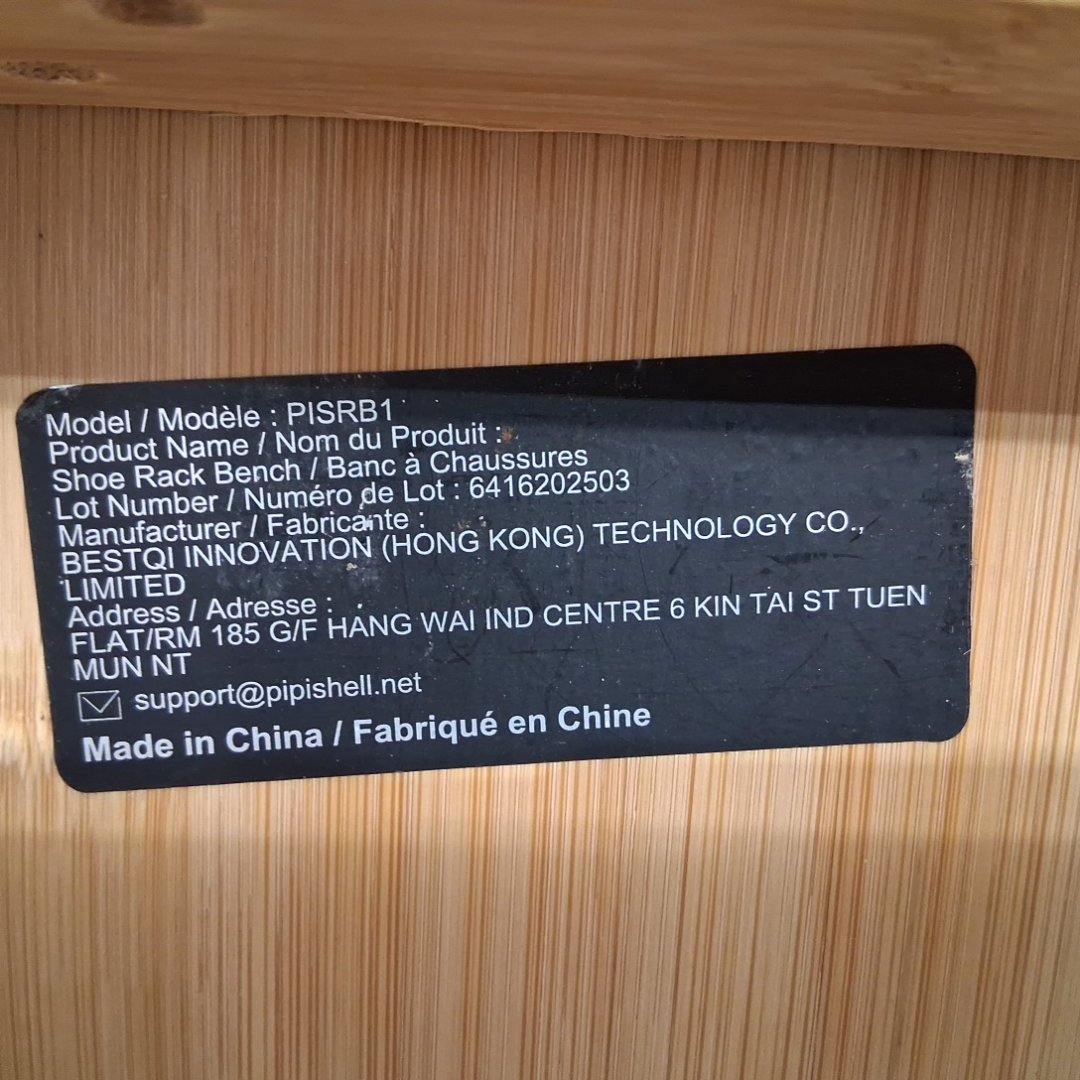 Model / Modèle : PISRB1
Product Name / Nom du Produit :
Shoe Rack Bench / Banc à Chaussures
Lot Number / Numéro de Lot : 6416202503
Manufacturer / Fabricante :
BESTQI INNOVATION (HONG KONG) TECHNOLOGY CO.,
LIMITED
Address / Adresse :
FLAT/RM 185 G/F HANG WAI IND CENTRE 6 KIN TAI ST TUEN
MUN NT
support@pipishell.net
Made in China / Fabriqué en Chine